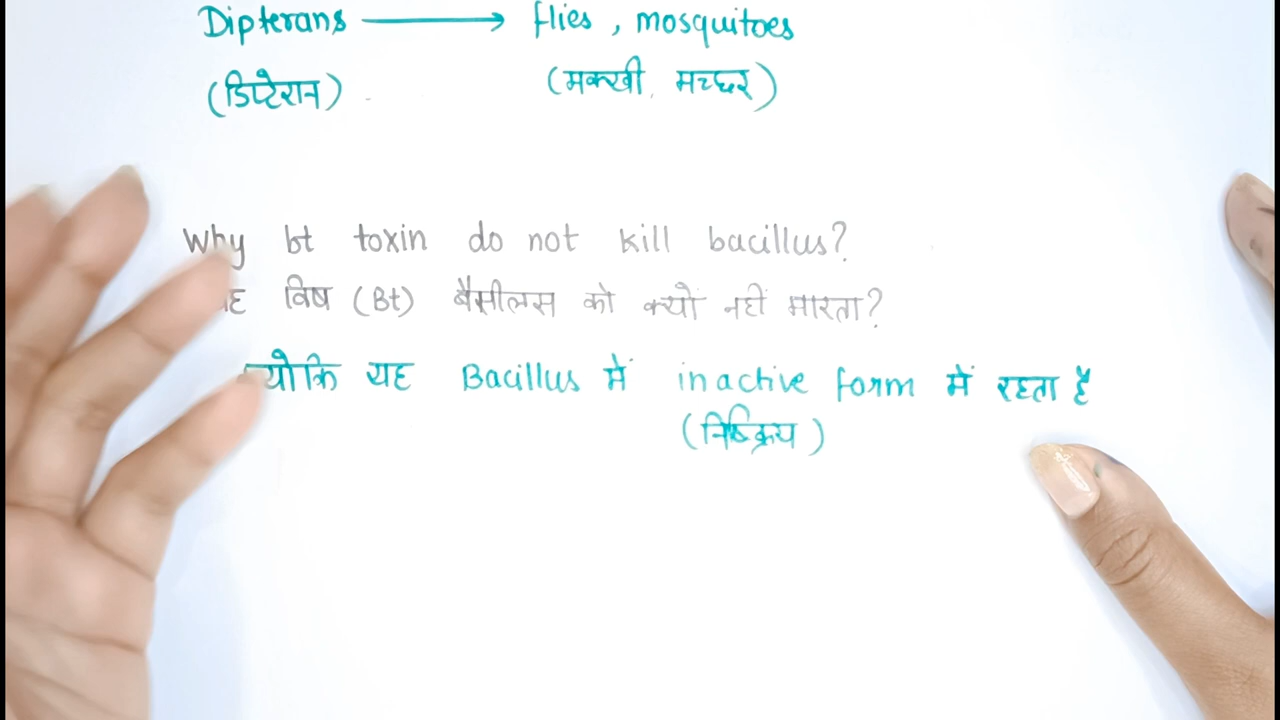 Dipterans → flies , mosquitoes
(डिप्टेरान) (मक्खी, मच्छर)
Why bt toxin do not kill bacillus?
विष (Bt) बैसीलस को क्यों नहीं मारता?
यह Bacillus में inactive form में रहता है
(निष्क्रिय)